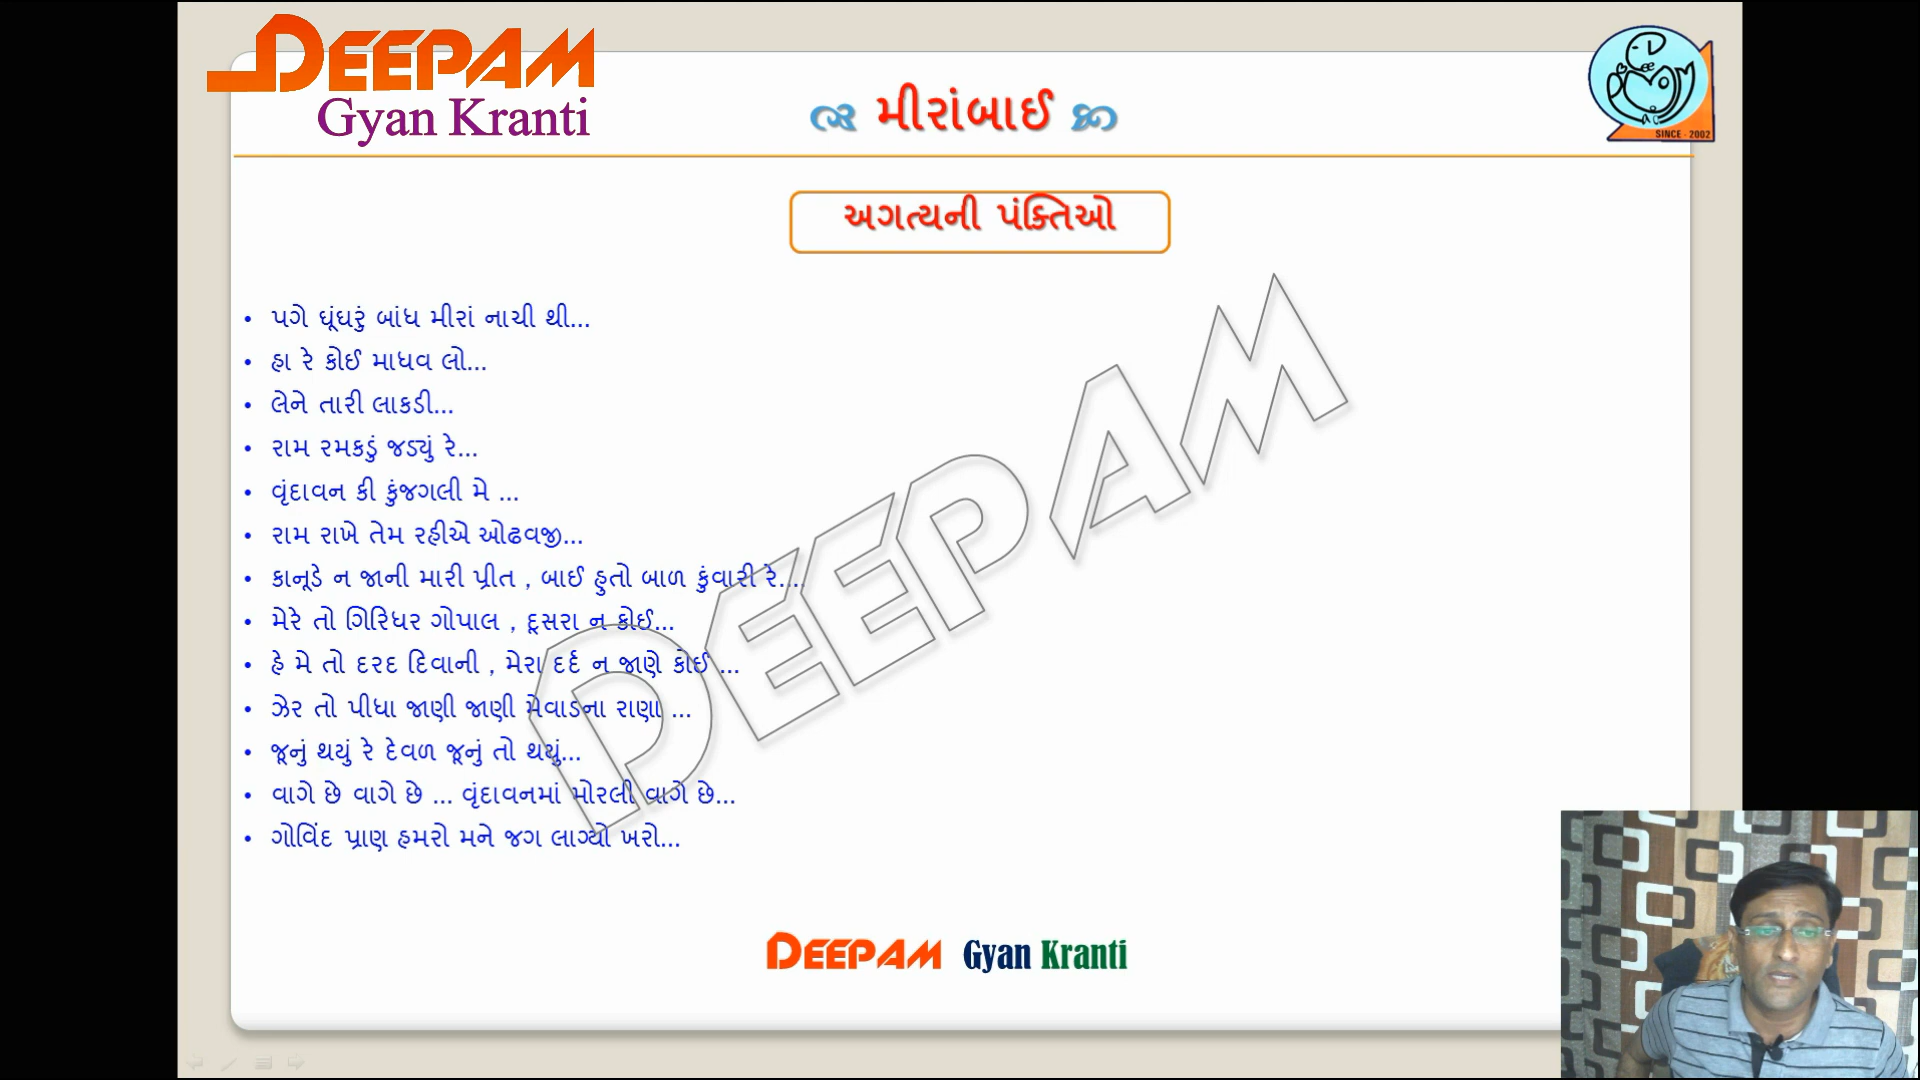 DEEPAM
Gyan Kranti
મીરાંબાઈ
SINCE - 2002
અગત્યની પંક્તિઓ
• પગે ઘૂંઘરું બાંધ મીરાં નાચી થી...
• હા રે કોઈ માધવ લો...
• લેને તારી લાકડી...
• રામ રમકડું જડ્યું રે...
• વૃંદાવન કી કુંજગલી મે ...
• રામ રાખે તેમ રહીએ ઓઢવજી...
• કાનૂડે ન જાની મારી પ્રીત , બાઈ હુતો બાળ કુંવારી રે....
• મેરે તો ગિરિધર ગોપાલ , દૂસરા ન કોઈ...
• હે મે તો દરદ દિવાની , મેરા દર્દ ન જાણે કોઈ ...
• ઝેર તો પીધા જાણી જાણી મેવાડના રાણા ...
• જૂનું થયું રે દેવળ જૂનું તો થયું...
• વાગે છે વાગે છે ... વૃંદાવનમાં મોરલી વાગે છે...
• ગોવિંદ પ્રાણ હમરો મને જગ લાગ્યો ખરો...
DEEPAM
DEEPAM Gyan Kranti